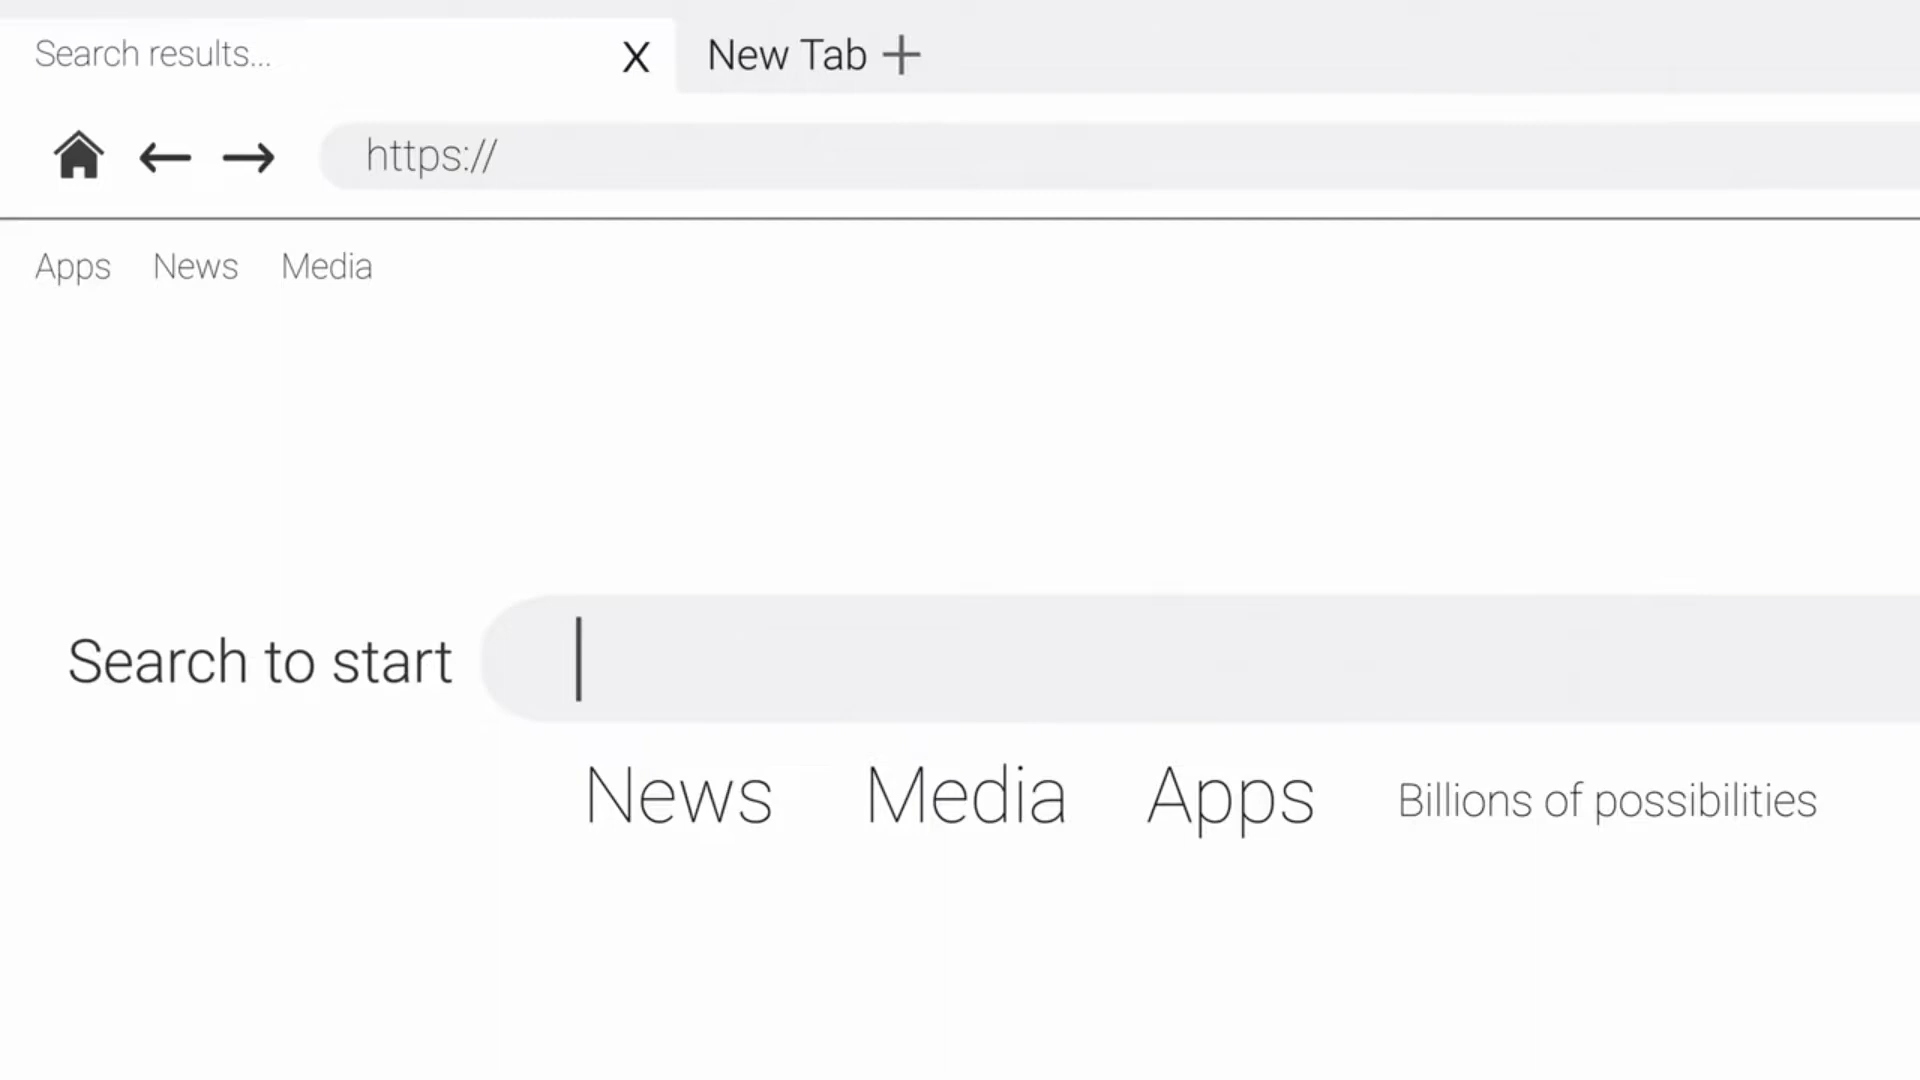 Search results... X New Tab +
https://
Apps News Media
Search to start
News Media Apps Billions of possibilities